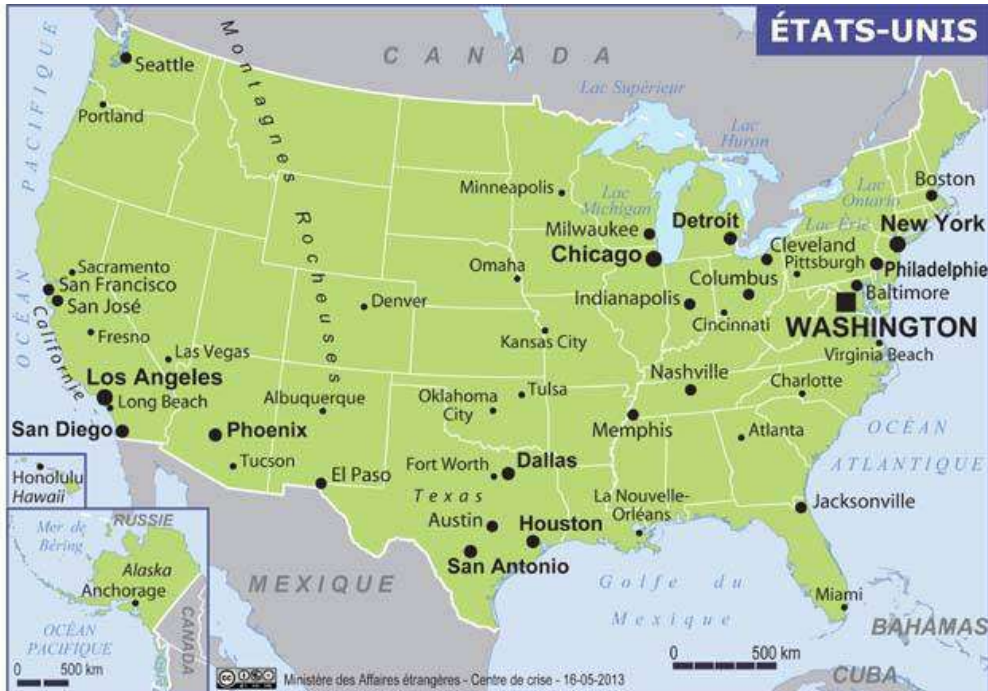 ÉTATS-UNIS
CANADA
OCÉAN PACIFIQUE
Montagnes Rocheuses
Seattle
Portland
Lac Supérieur
Lac
Huron
Minneapolis
Lac
Michigan
Milwaukee
Detroit
Chicago
Lac
Ontario
Lac Érié
Boston
New York
Cleveland
Pittsburgh
Philadelphie
Columbus
Baltimore
Indianapolis
Cincinnati
WASHINGTON
Virginia Beach
Omaha
Denver
Kansas City
Sacramento
San Francisco
San José
Californie
Fresno
Las Vegas
Los Angeles
Long Beach
San Diego
Phoenix
Tucson
Albuquerque
El Paso
Oklahoma
City
Tulsa
Nashville
Memphis
Charlotte
Atlanta
OCÉAN
ATLANTIQUE
Fort Worth
Dallas
Texas
Austin
Houston
San Antonio
La Nouvelle-
Orléans
Jacksonville
Miami
Golfe du
Mexique
MEXIQUE
BAHAMAS
CUBA
Honolulu
Hawaii
RUSSIE
Mer de
Béring
Alaska
Anchorage
CANADA
OCÉAN
PACIFIQUE
0 500 km
0 500 km
Ministère des Affaires étrangères - Centre de crise - 16-05-2013